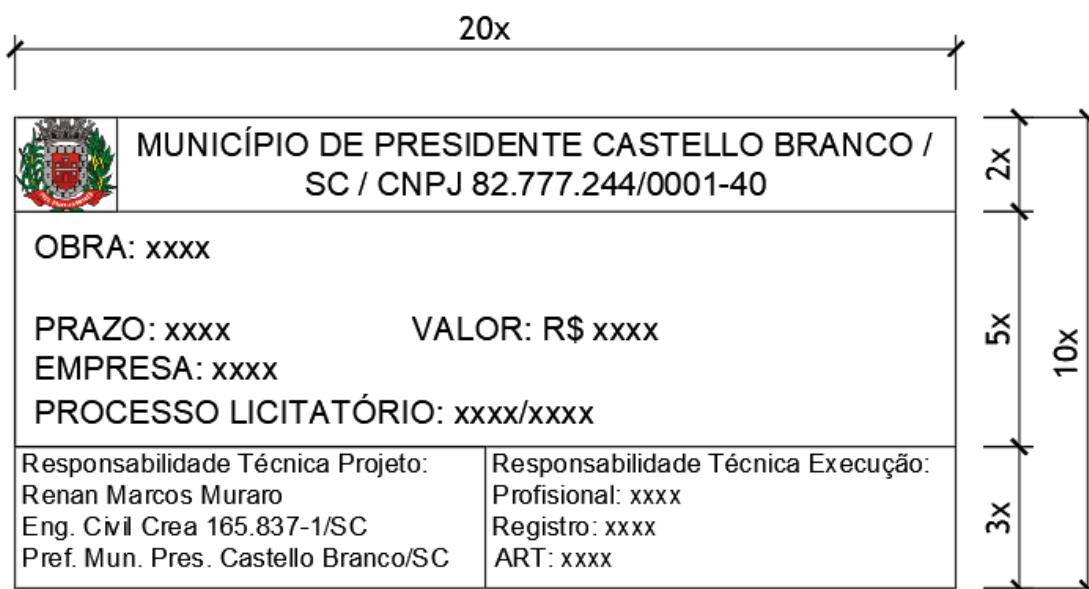 20x
MUNICÍPIO DE PRESIDENTE CASTELLO BRANCO /
SC / CNPJ 82.777.244/0001-40
2x
OBRA: xxxx
PRAZO: xxxx VALOR: R$ xxxx
EMPRESA: xxxx
PROCESSO LICITATÓRIO: xxxx/xxxx
5x
10x
Responsabilidade Técnica Projeto:
Renan Marcos Muraro
Eng. Civil Crea 165.837-1/SC
Pref. Mun. Pres. Castello Branco/SC
Responsabilidade Técnica Execução:
Profisional: xxxx
Registro: xxxx
ART: xxxx
3x